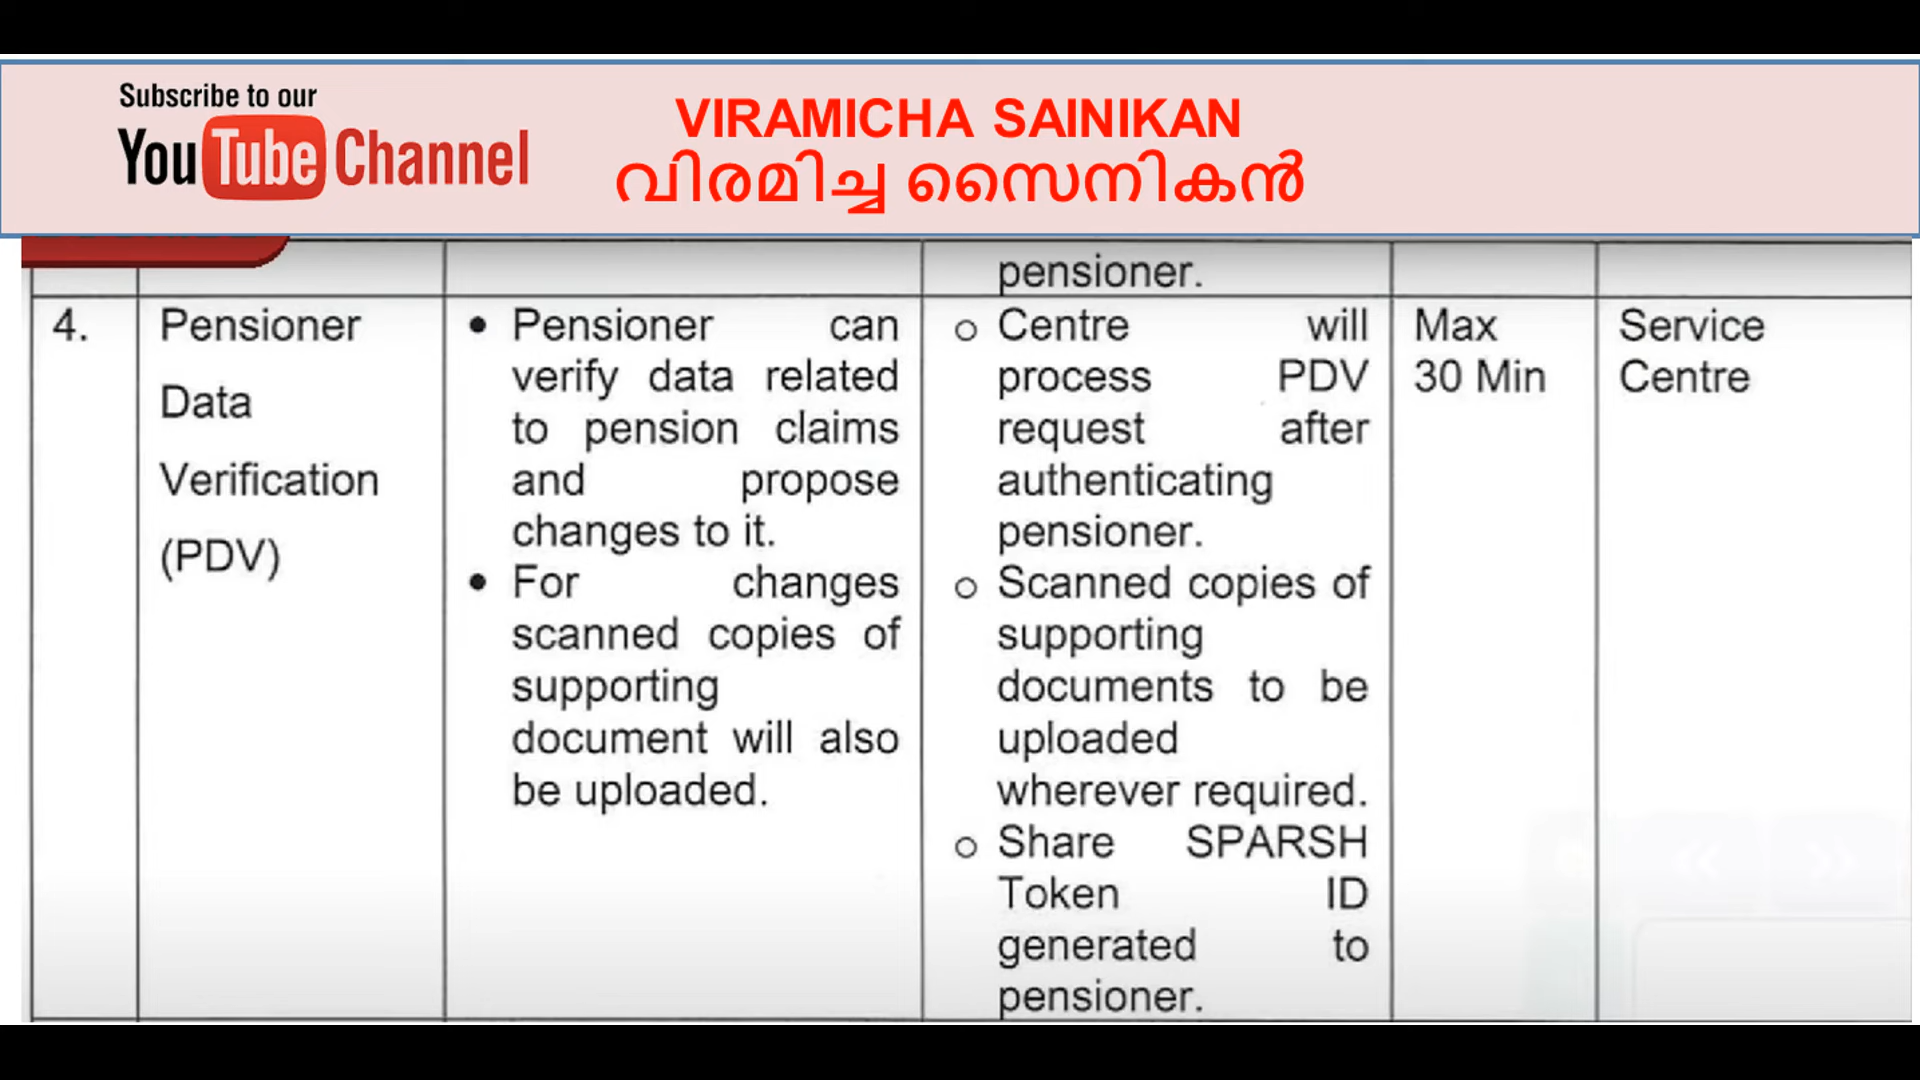 Subscribe to our
YouTube Channel
VIRAMICHA SAINIKAN
വിരമിച്ച സൈനികൻ
pensioner.
4.
Pensioner
Data
Verification
(PDV)
• Pensioner can
verify data related
to pension claims
and propose
changes to it.
• For changes
scanned copies of
supporting
document will also
be uploaded.
o Centre will
process PDV
request after
authenticating
pensioner.
o Scanned copies of
supporting
documents to be
uploaded
wherever required.
o Share SPARSH
Token ID
generated to
pensioner.
Max
30 Min
Service
Centre